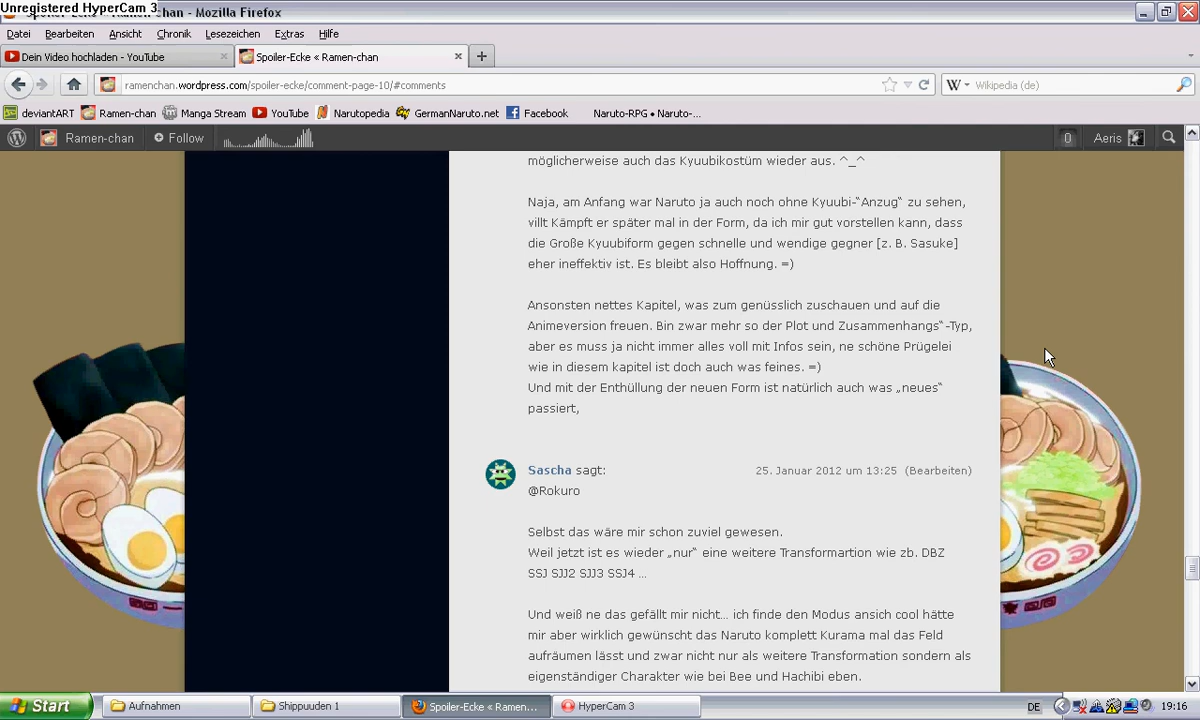 Unregistered HyperCam 3
Spoiler-Ecke « Ramen-chan - Mozilla Firefox
Datei Bearbeiten Ansicht Chronik Lesezeichen Extras Hilfe
Dein Video hochladen - YouTube
Spoiler-Ecke « Ramen-chan
ramenchan.wordpress.com/spoiler-ecke/comment-page-10/#comments
W Wikipedia (de)
deviantART Ramen-chan Manga Stream YouTube Narutopedia GermanNaruto.net Facebook Naruto-RPG • Naruto-...
Ramen-chan Follow 0 Aeris
möglicherweise auch das Kyuubikostüm wieder aus. ^_^
Naja, am Anfang war Naruto ja auch noch ohne Kyuubi-“Anzug“ zu sehen,
villt Kämpft er später mal in der Form, da ich mir gut vorstellen kann, dass
die Große Kyuubiform gegen schnelle und wendige gegner [z. B. Sasuke]
eher ineffektiv ist. Es bleibt also Hoffnung. =)
Ansonsten nettes Kapitel, was zum genüsslich zuschauen und auf die
Animeversion freuen. Bin zwar mehr so der Plot und Zusammenhangs“-Typ,
aber es muss ja nicht immer alles voll mit Infos sein, ne schöne Prügelei
wie in diesem kapitel ist doch auch was feines. =)
Und mit der Enthüllung der neuen Form ist natürlich auch was „neues“
passiert,
Sascha sagt:
25. Januar 2012 um 13:25 (Bearbeiten)
@Rokuro
Selbst das wäre mir schon zuviel gewesen.
Weil jetzt ist es wieder „nur“ eine weitere Transformartion wie zb. DBZ
SSJ SJJ2 SJJ3 SSJ4 ...
Und weiß ne das gefällt mir nicht... ich finde den Modus ansich cool hätte
mir aber wirklich gewünscht das Naruto komplett Kurama mal das Feld
aufräumen lässt und zwar nicht nur als weitere Transformation sondern als
eigenständiger Charakter wie bei Bee und Hachibi eben.
Start Aufnahmen Shippuuden 1 Spoiler-Ecke « Ramen... HyperCam 3 DE 19:16